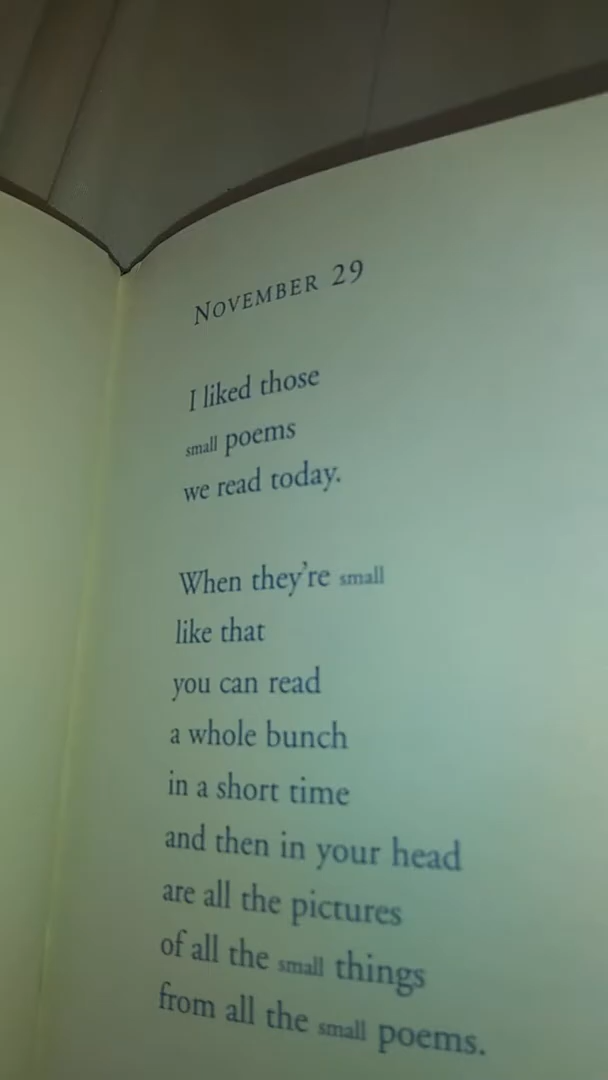 NOVEMBER 29
I liked those
small poems
we read today.
When they're small
like that
you can read
a whole bunch
in a short time
and then in your head
are all the pictures
of all the small things
from all the small poems.